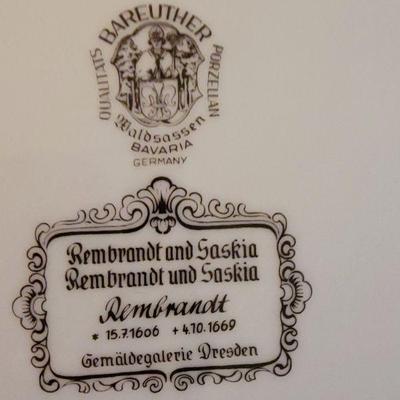 QUALITÄTS BAREUTHER PORZELLAN
Waldsassen
BAVARIA
GERMANY
Rembrandt and Saskia
Rembrandt und Saskia
Rembrandt
* 15.7.1606 + 4.10.1669
Gemäldegalerie Dresden